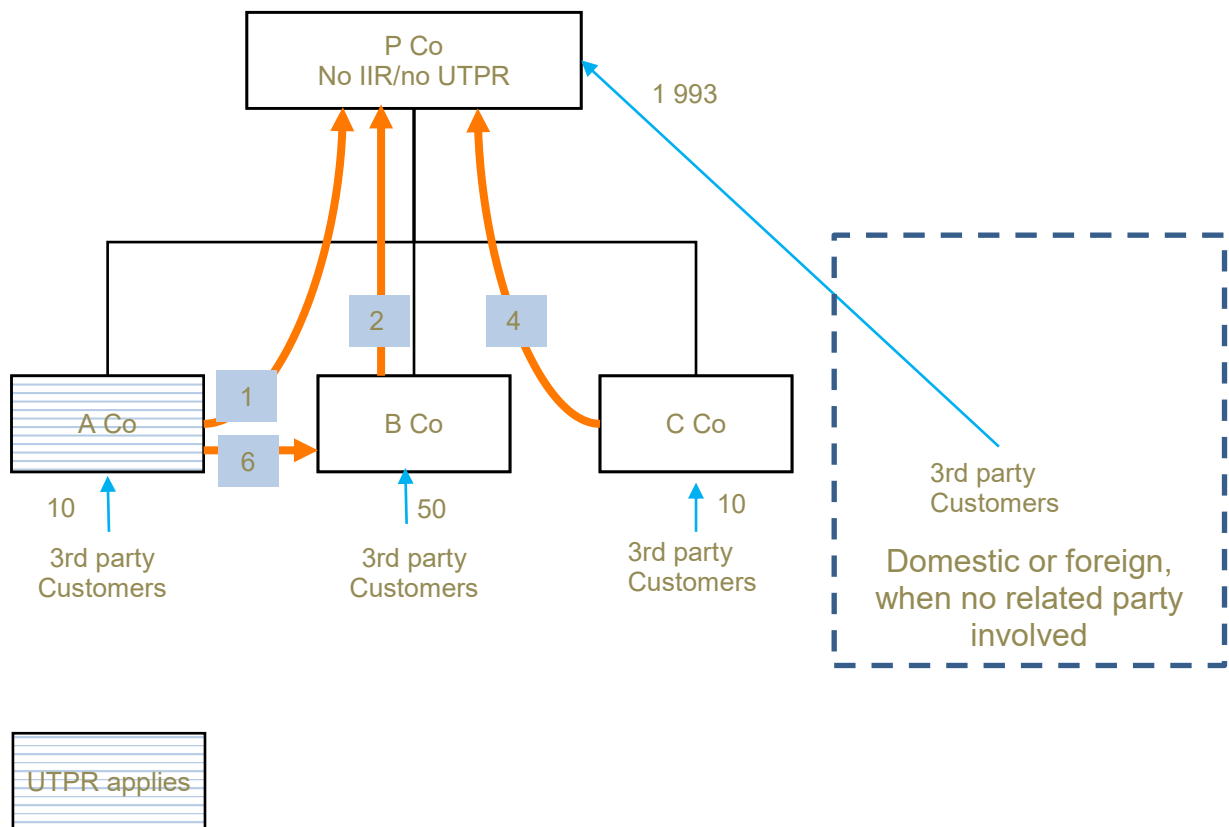 P Co
No IIR/no UTPR
1 993
2
4
1
A Co
B Co
C Co
6
10
50
10
3rd party
Customers
3rd party
Customers
3rd party
Customers
3rd party
Customers
Domestic or foreign,
when no related party
involved
UTPR applies